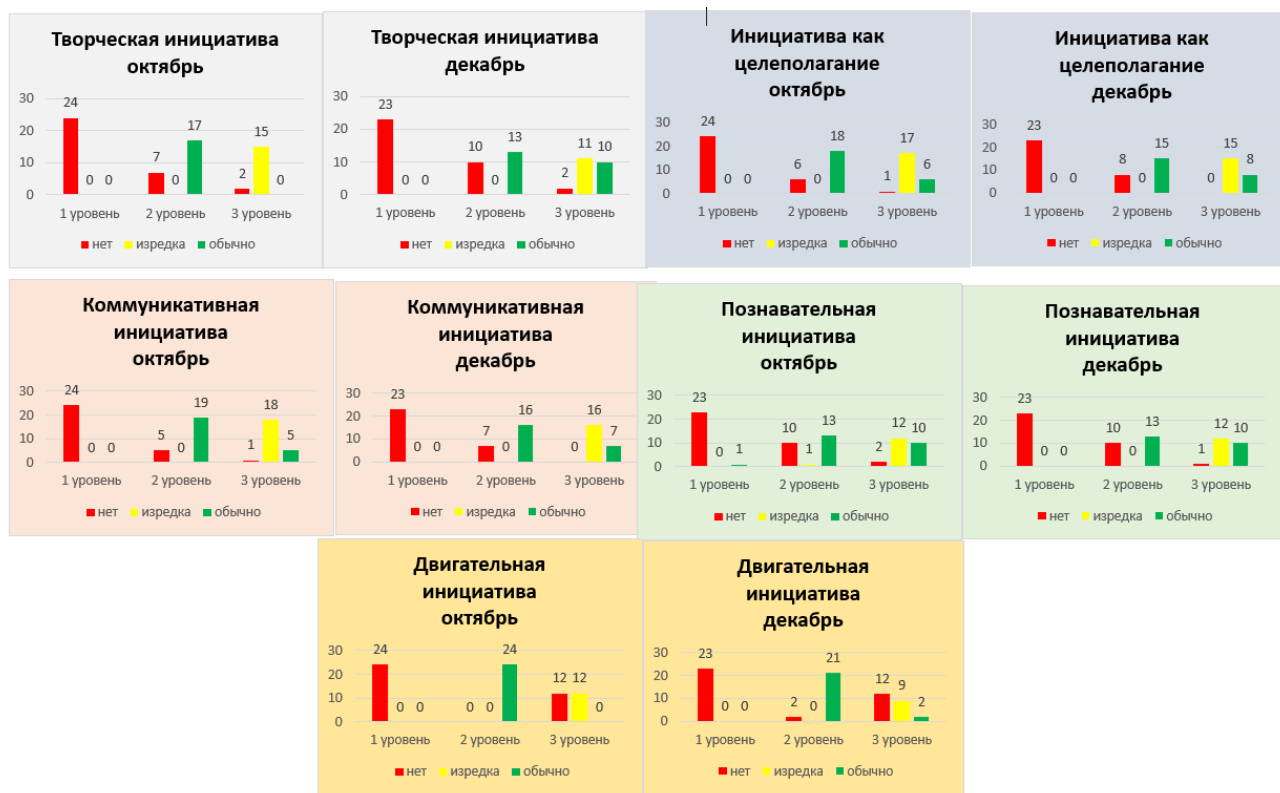 Творческая инициатива
октябрь
30
20
10
0
24
0 0
7
0
17
2
15
0
1 уровень 2 уровень 3 уровень
нет изредка обычно
Творческая инициатива
декабрь
30
20
10
0
23
0 0
10
0
13
2
11
10
1 уровень 2 уровень 3 уровень
нет изредка обычно
Инициатива как
целеполагание
октябрь
30
20
10
0
24
0 0
6
0
18
1
17
6
1 уровень 2 уровень 3 уровень
нет изредка обычно
Инициатива как
целеполагание
декабрь
30
20
10
0
23
0 0
8
0
15
0
15
8
1 уровень 2 уровень 3 уровень
нет изредка обычно
Коммуникативная
инициатива
октябрь
30
20
10
0
24
0 0
5
0
19
1
18
5
1 уровень 2 уровень 3 уровень
нет изредка обычно
Коммуникативная
инициатива
декабрь
30
20
10
0
23
0 0
7
0
16
0
16
7
1 уровень 2 уровень 3 уровень
нет изредка обычно
Познавательная
инициатива
октябрь
30
20
10
0
23
0 1
10
1
13
2
12
10
1 уровень 2 уровень 3 уровень
нет изредка обычно
Познавательная
инициатива
декабрь
30
20
10
0
23
0 0
10
0
13
1
12
10
1 уровень 2 уровень 3 уровень
нет изредка обычно
Двигательная
инициатива
октябрь
30
20
10
0
24
0 0
0 0
24
12 12
0
1 уровень 2 уровень 3 уровень
нет изредка обычно
Двигательная
инициатива
декабрь
30
20
10
0
23
0 0
2
0
21
12
9
2
1 уровень 2 уровень 3 уровень
нет изредка обычно